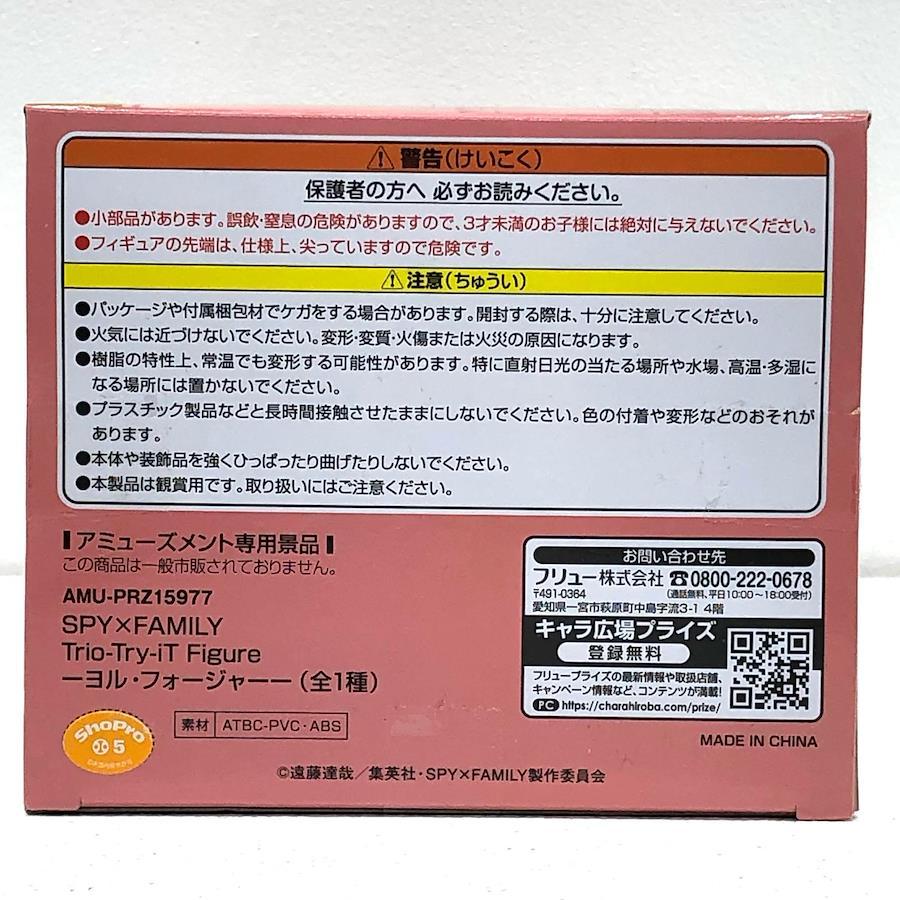 ⚠警告(けいこく)
保護者の方へ 必ずお読みください。
●小部品があります。誤飲・窒息の危険がありますので、3才未満のお子様には絶対に与えないでください。
●フィギュアの先端は、仕様上、尖っていますので危険です。
⚠注意(ちゅうい)
●パッケージや付属梱包材でケガをする場合があります。開封する際は、十分に注意してください。
●火気には近づけないでください。変形・変質・火傷または火災の原因になります。
●樹脂の特性上、常温でも変形する可能性があります。特に直射日光の当たる場所や水場、高温・多湿に
なる場所には置かないでください。
●プラスチック製品などと長時間接触させたままにしないでください。色の付着や変形などのおそれが
あります。
●本体や装飾品を強くひっぱったり曲げたりしないでください。
●本製品は観賞用です。取り扱いにはご注意ください。
アミューズメント専用景品
この商品は一般市販されておりません。
AMU-PRZ15977
SPY×FAMILY
Trio-Try-iT Figure
ーヨル・フォージャーー(全1種)
素材 ATBC-PVC・ABS
ShoPro
5
お問い合わせ先
フリュー株式会社 ☎0800-222-0678
〒491-0364 (通話無料、平日10:00~18:00受付)
愛知県一宮市萩原町中島字流3-1 4階
キャラ広場プライズ
登録無料
フリュープライズの最新情報や取扱店舗、
キャンペーン情報など、コンテンツが満載!
PC https://charahiroba.com/prize/
MADE IN CHINA
©遠藤達哉/集英社・SPY×FAMILY製作委員会